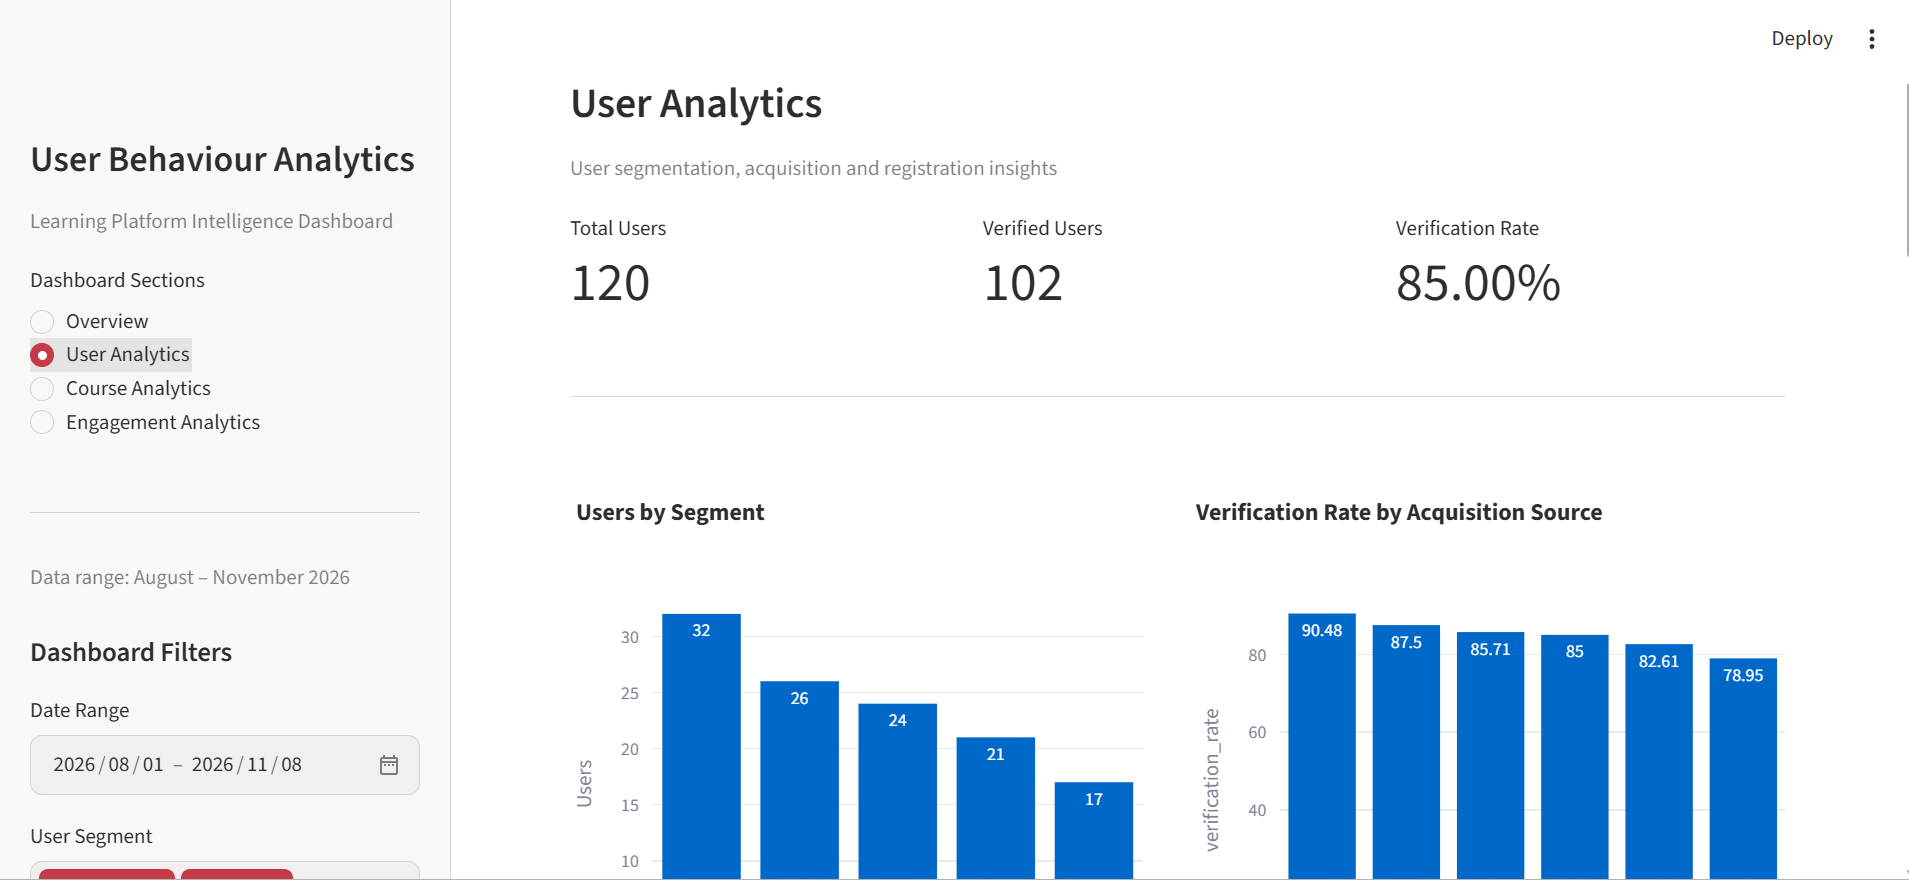 Deploy
User Behaviour Analytics
Learning Platform Intelligence Dashboard
Dashboard Sections
Overview
User Analytics
Course Analytics
Engagement Analytics
Data range: August – November 2026
Dashboard Filters
Date Range
2026/08/01 – 2026/11/08
User Segment
User Analytics
User segmentation, acquisition and registration insights
Total Users
120
Verified Users
102
Verification Rate
85.00%
Users by Segment
Users
30
25
20
15
10
32
26
24
21
17
Verification Rate by Acquisition Source
verification_rate
80
60
40
90.48
87.5
85.71
85
82.61
78.95